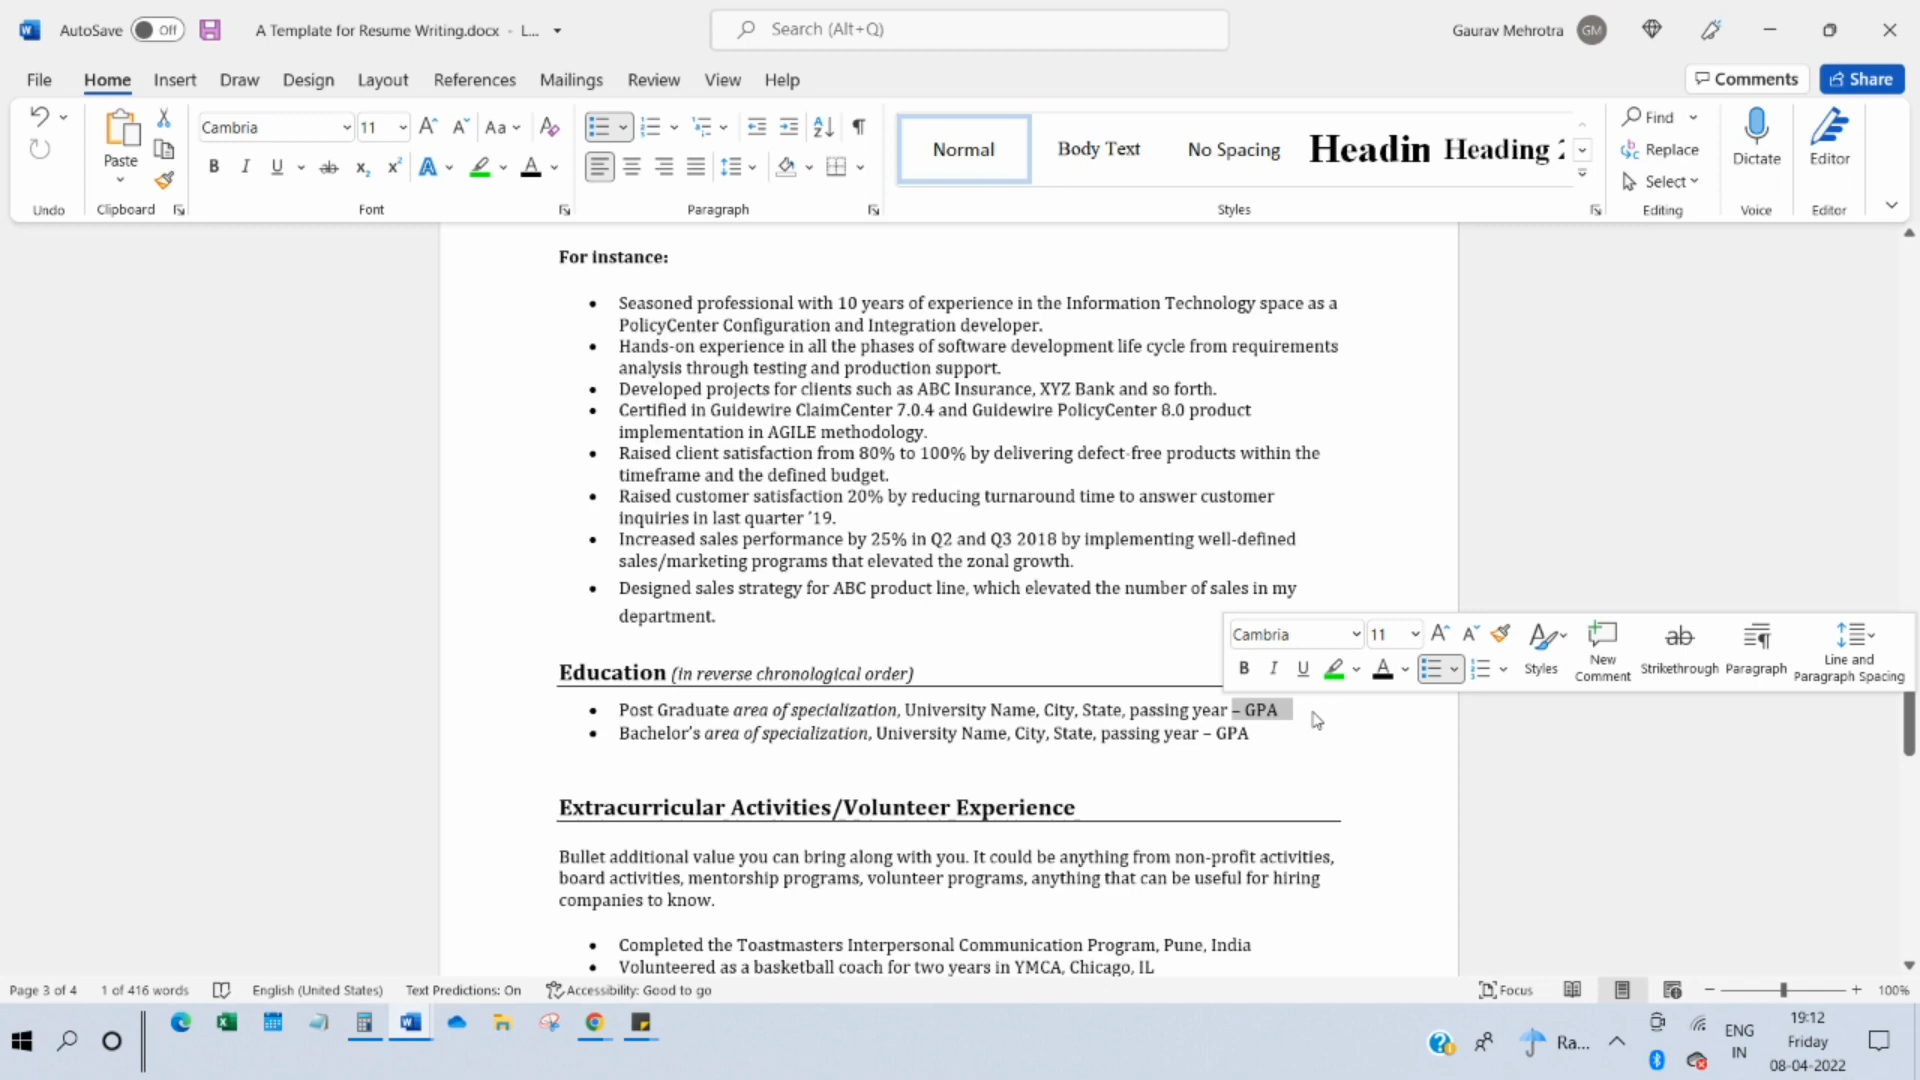 AutoSave Off A Template for Resume Writing.docx - L... Search (Alt+Q) Gaurav Mehrotra GM
File Home Insert Draw Design Layout References Mailings Review View Help Comments Share
Cambria 11 Aa Find
Paste Normal Body Text No Spacing Headin Heading 2 Replace Dictate Editor
B I U ab x₂ x² A A Select
Undo Clipboard Font Paragraph Styles Editing Voice Editor
For instance:
• Seasoned professional with 10 years of experience in the Information Technology space as a
PolicyCenter Configuration and Integration developer.
• Hands-on experience in all the phases of software development life cycle from requirements
analysis through testing and production support.
• Developed projects for clients such as ABC Insurance, XYZ Bank and so forth.
• Certified in Guidewire ClaimCenter 7.0.4 and Guidewire PolicyCenter 8.0 product
implementation in AGILE methodology.
• Raised client satisfaction from 80% to 100% by delivering defect-free products within the
timeframe and the defined budget.
• Raised customer satisfaction 20% by reducing turnaround time to answer customer
inquiries in last quarter ’19.
• Increased sales performance by 25% in Q2 and Q3 2018 by implementing well-defined
sales/marketing programs that elevated the zonal growth.
• Designed sales strategy for ABC product line, which elevated the number of sales in my
department.
Cambria 11
B I U A Styles New Comment Strikethrough Paragraph Line and Paragraph Spacing
Education (in reverse chronological order)
• Post Graduate area of specialization, University Name, City, State, passing year – GPA
• Bachelor’s area of specialization, University Name, City, State, passing year – GPA
Extracurricular Activities/Volunteer Experience
Bullet additional value you can bring along with you. It could be anything from non-profit activities,
board activities, mentorship programs, volunteer programs, anything that can be useful for hiring
companies to know.
• Completed the Toastmasters Interpersonal Communication Program, Pune, India
• Volunteered as a basketball coach for two years in YMCA, Chicago, IL
Page 3 of 4 1 of 416 words English (United States) Text Predictions: On Accessibility: Good to go Focus 100%
Ra... ENG
IN
19:12
Friday
08-04-2022